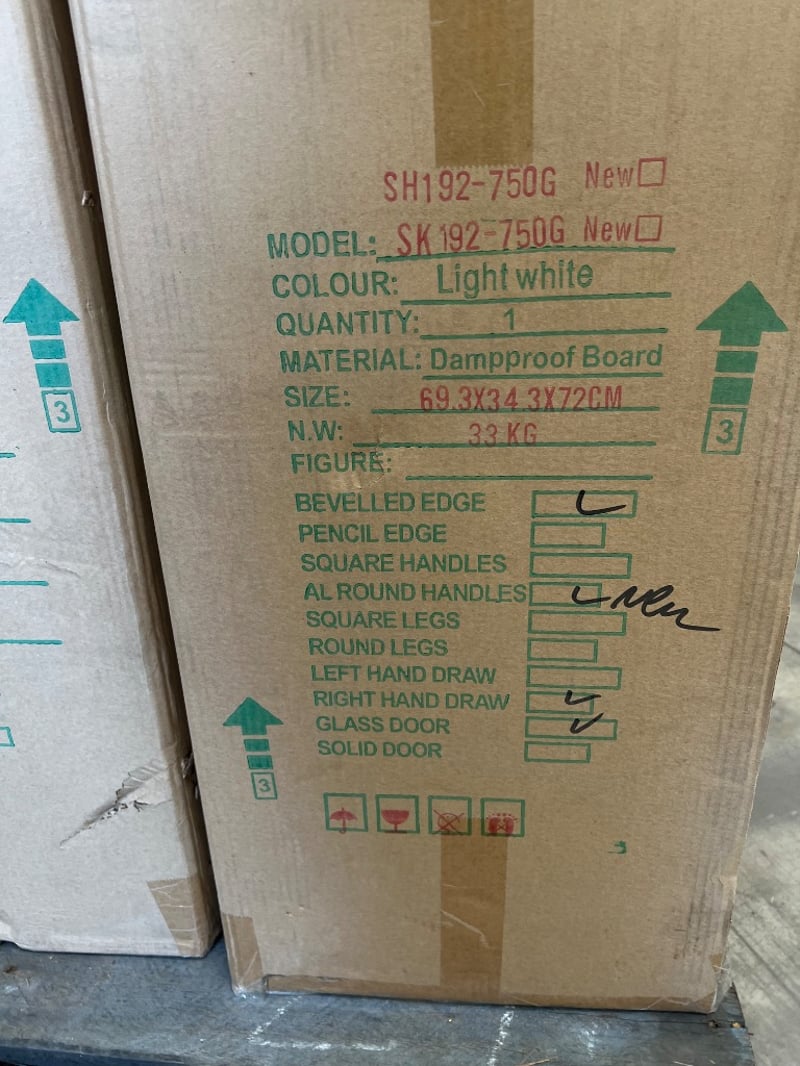 SH192-750G New
MODEL: SK192-750G New
COLOUR: Light white
QUANTITY: 1
MATERIAL: Dampproof Board
SIZE: 69.3X34.3X72CM
N.W: 33 KG
FIGURE:
BEVELLED EDGE
PENCIL EDGE
SQUARE HANDLES
AL ROUND HANDLES New
SQUARE LEGS
ROUND LEGS
LEFT HAND DRAW
RIGHT HAND DRAW
GLASS DOOR
SOLID DOOR
3
3
3